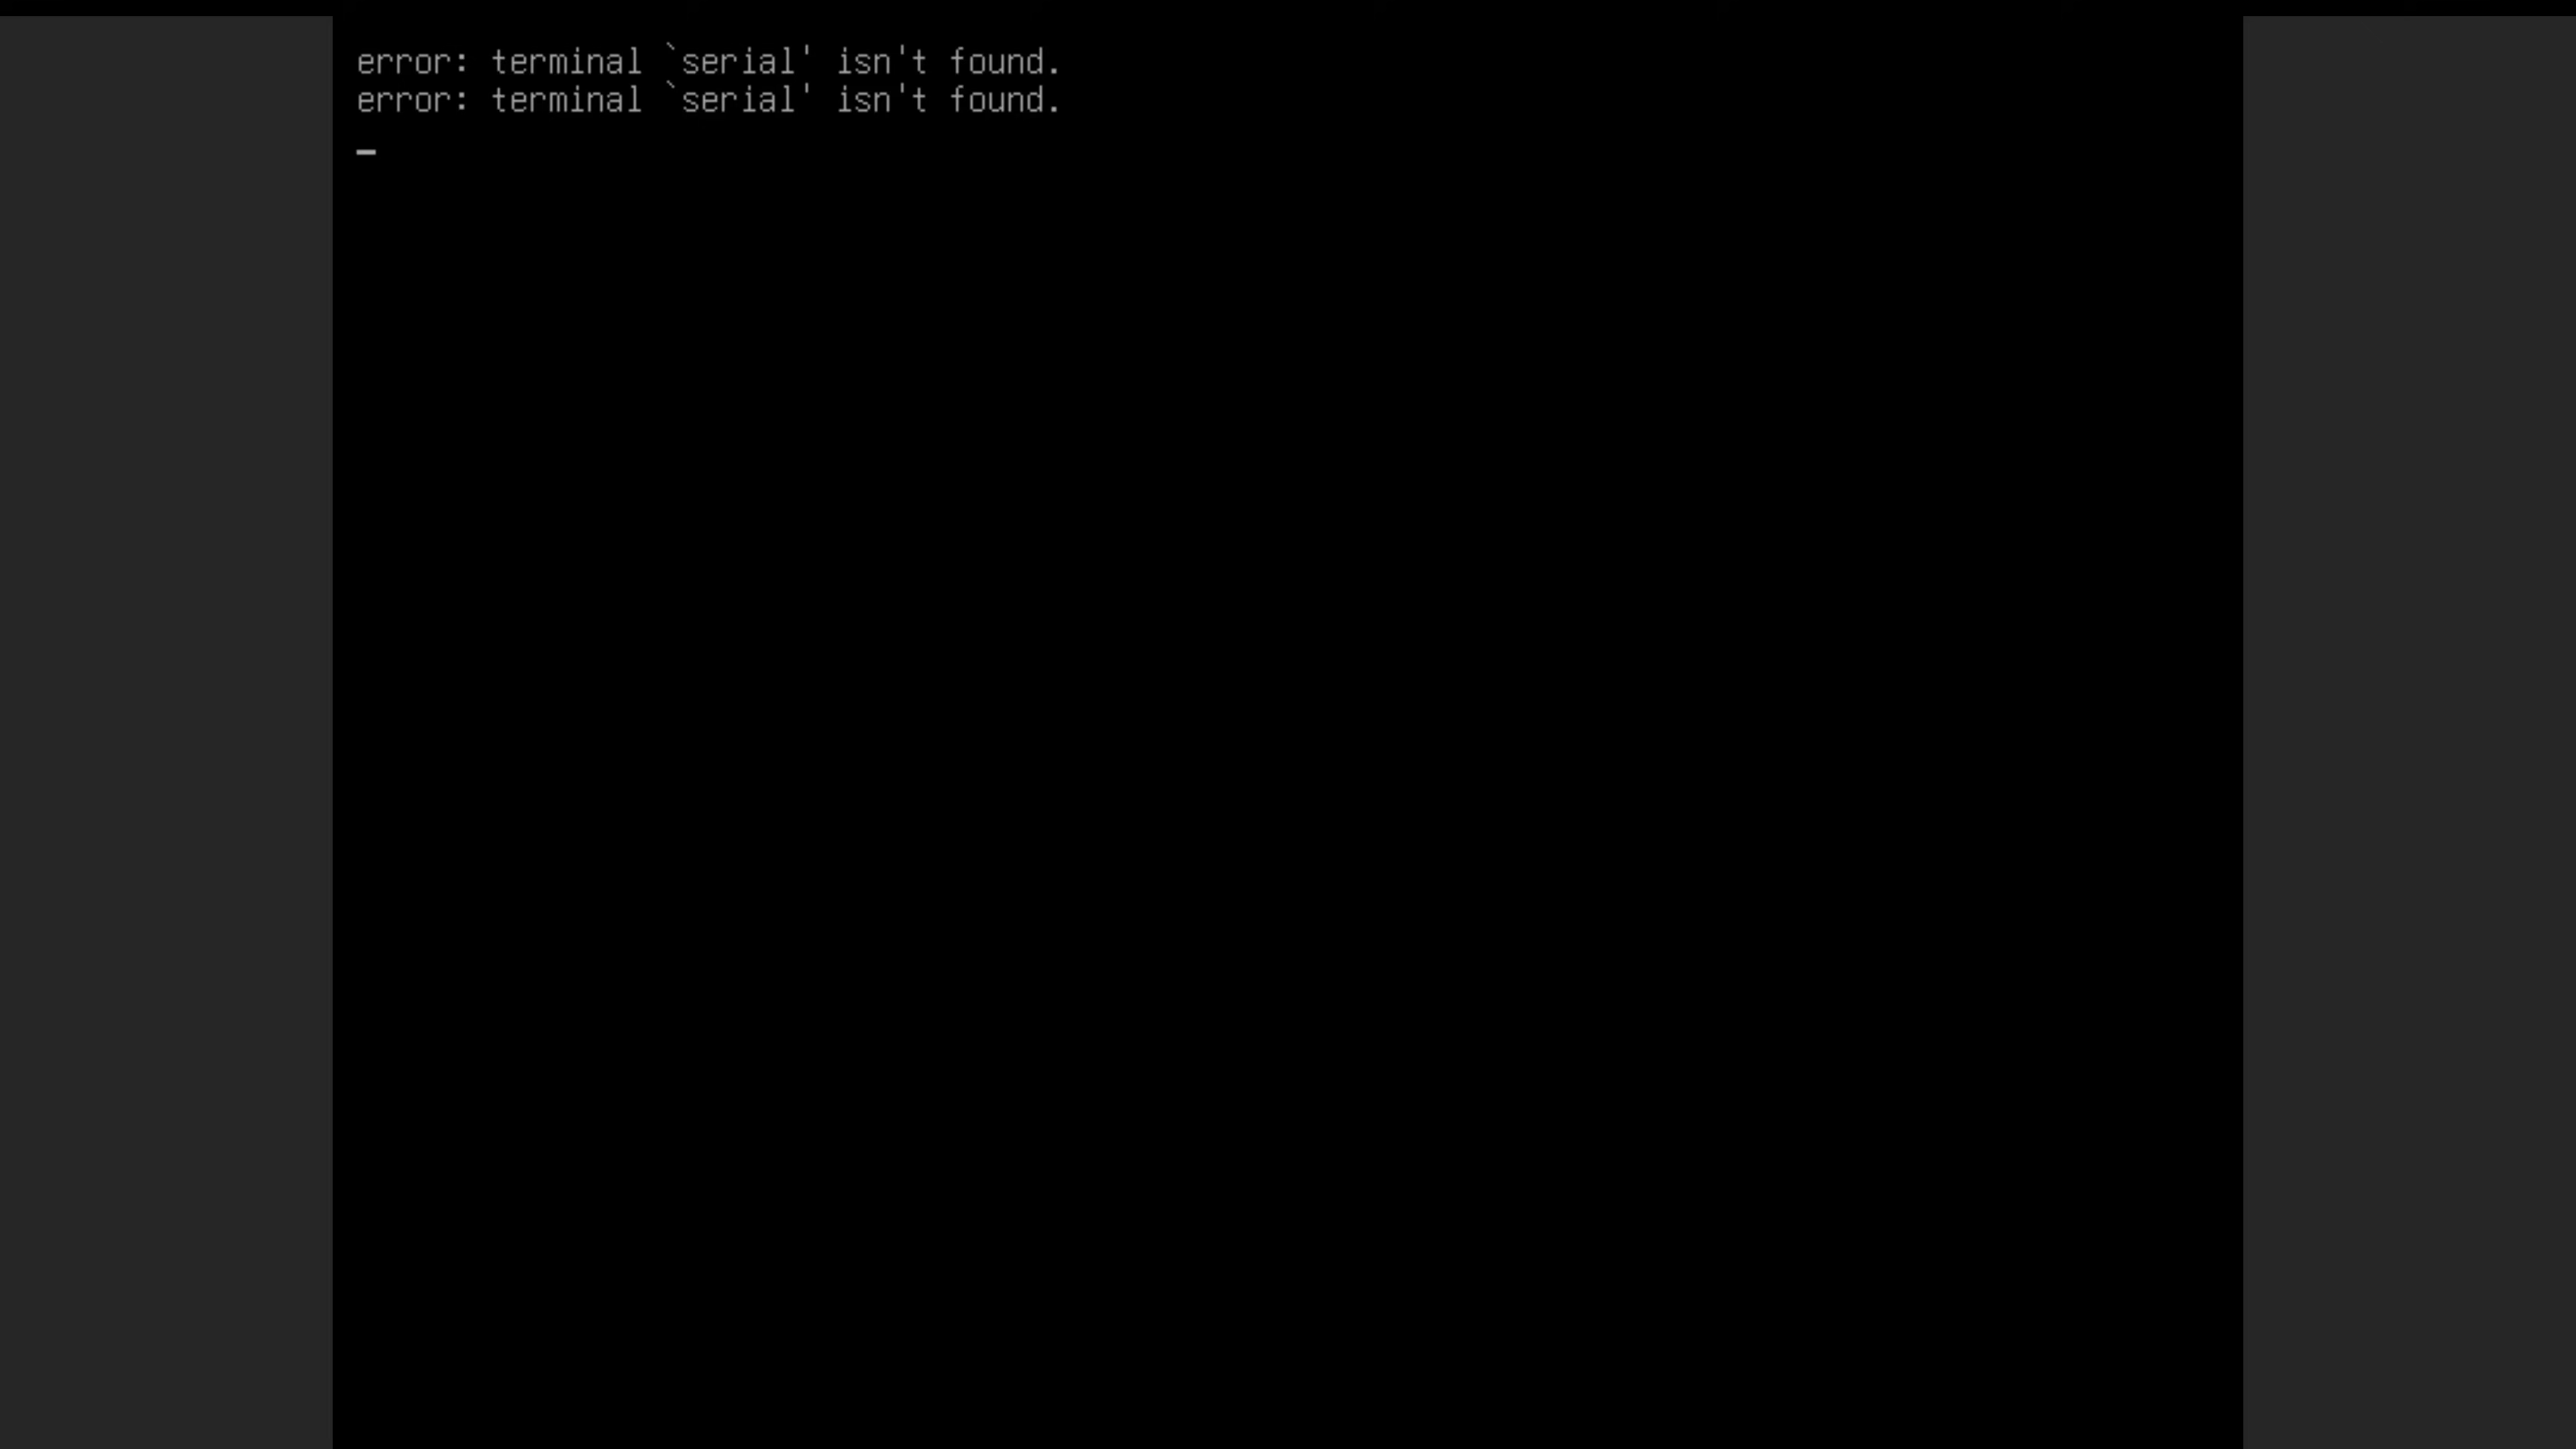 error: terminal `serial' isn't found.
error: terminal `serial' isn't found.
_